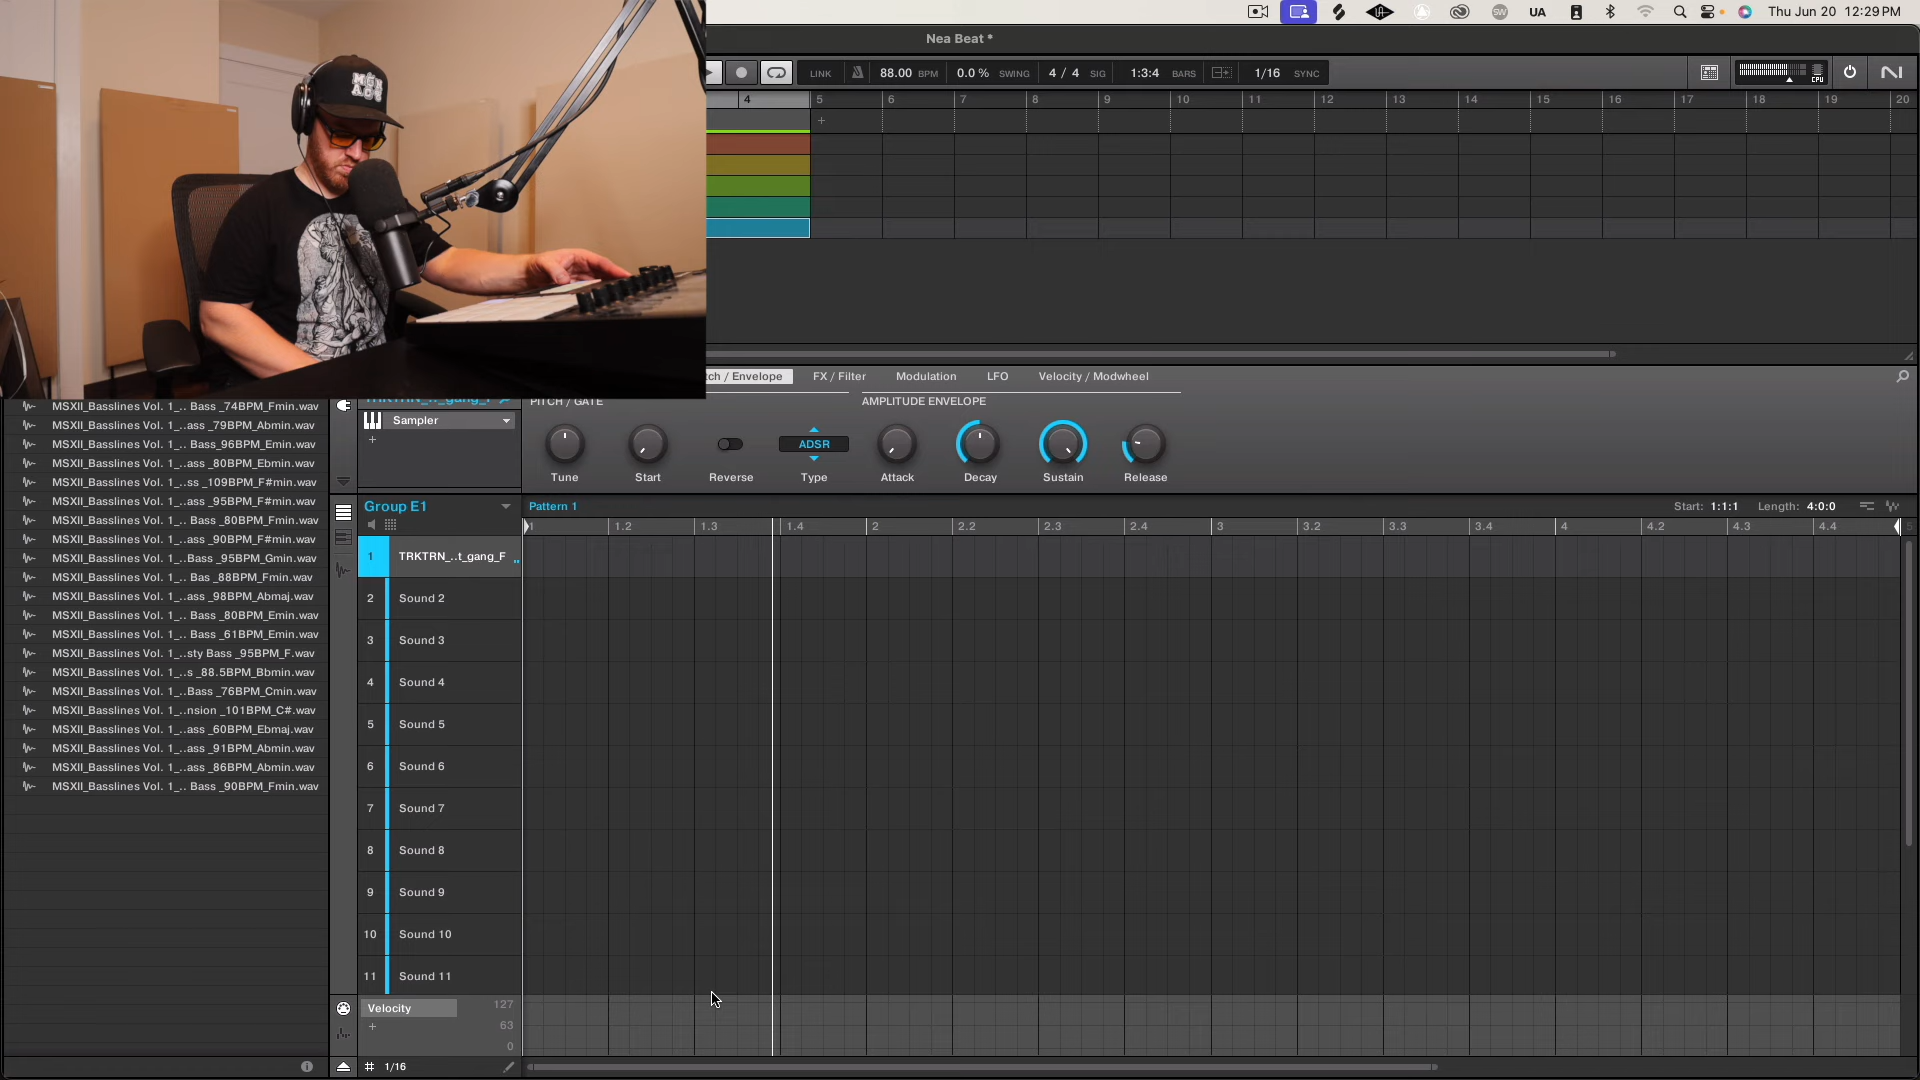 UA
Thu Jun 20 12:29 PM
Nea Beat *
LINK 88.00 BPM 0.0 % SWING 4 / 4 SIG 1:3:4 BARS 1/16 SYNC
CPU
4 5 6 7 8 9 10 11 12 13 14 15 16 17 18 19 20
+
tch / Envelope FX / Filter Modulation LFO Velocity / Modwheel
PITCH / GATE AMPLITUDE ENVELOPE
Sampler
+
ADSR
Tune Start Reverse Type Attack Decay Sustain Release
MSXII_Basslines Vol. 1_.. Bass _74BPM_Fmin.wav
MSXII_Basslines Vol. 1_..ass _79BPM_Abmin.wav
MSXII_Basslines Vol. 1_.. Bass_96BPM_Emin.wav
MSXII_Basslines Vol. 1_..ass _80BPM_Ebmin.wav
MSXII_Basslines Vol. 1_..ss _109BPM_F#min.wav
MSXII_Basslines Vol. 1_..ass_95BPM_F#min.wav
MSXII_Basslines Vol. 1_.. Bass _80BPM_Fmin.wav
MSXII_Basslines Vol. 1_..ass _90BPM_F#min.wav
MSXII_Basslines Vol. 1_..Bass_95BPM_Gmin.wav
MSXII_Basslines Vol. 1_.. Bas _88BPM_Fmin.wav
MSXII_Basslines Vol. 1_..ass _98BPM_Abmaj.wav
MSXII_Basslines Vol. 1_.. Bass _80BPM_Emin.wav
MSXII_Basslines Vol. 1_.. Bass _61BPM_Emin.wav
MSXII_Basslines Vol. 1_..sty Bass _95BPM_F.wav
MSXII_Basslines Vol. 1_..s _88.5BPM_Bbmin.wav
MSXII_Basslines Vol. 1_..Bass _76BPM_Cmin.wav
MSXII_Basslines Vol. 1_..nsion _101BPM_C#.wav
MSXII_Basslines Vol. 1_..ass _60BPM_Ebmaj.wav
MSXII_Basslines Vol. 1_..ass _91BPM_Abmin.wav
MSXII_Basslines Vol. 1_..ass _86BPM_Abmin.wav
MSXII_Basslines Vol. 1_.. Bass _90BPM_Fmin.wav
Group E1
Pattern 1
Start: 1:1:1 Length: 4:0:0
1 1.2 1.3 1.4 2 2.2 2.3 2.4 3 3.2 3.3 3.4 4 4.2 4.3 4.4 5
1 TRKTRN_..t_gang_F
2 Sound 2
3 Sound 3
4 Sound 4
5 Sound 5
6 Sound 6
7 Sound 7
8 Sound 8
9 Sound 9
10 Sound 10
11 Sound 11
Velocity 127
+ 63
0
1/16